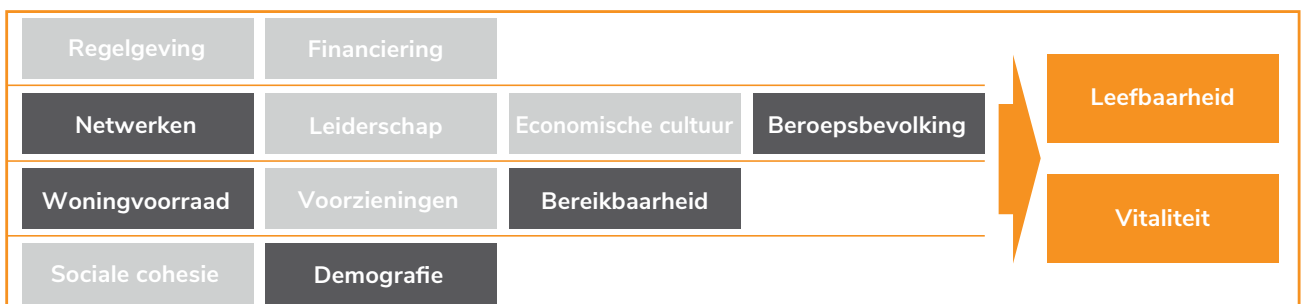 Regelgeving Financiering
Netwerken Leiderschap Economische cultuur Beroepsbevolking
Woningvoorraad Voorzieningen Bereikbaarheid
Sociale cohesie Demografie
Leefbaarheid
Vitaliteit